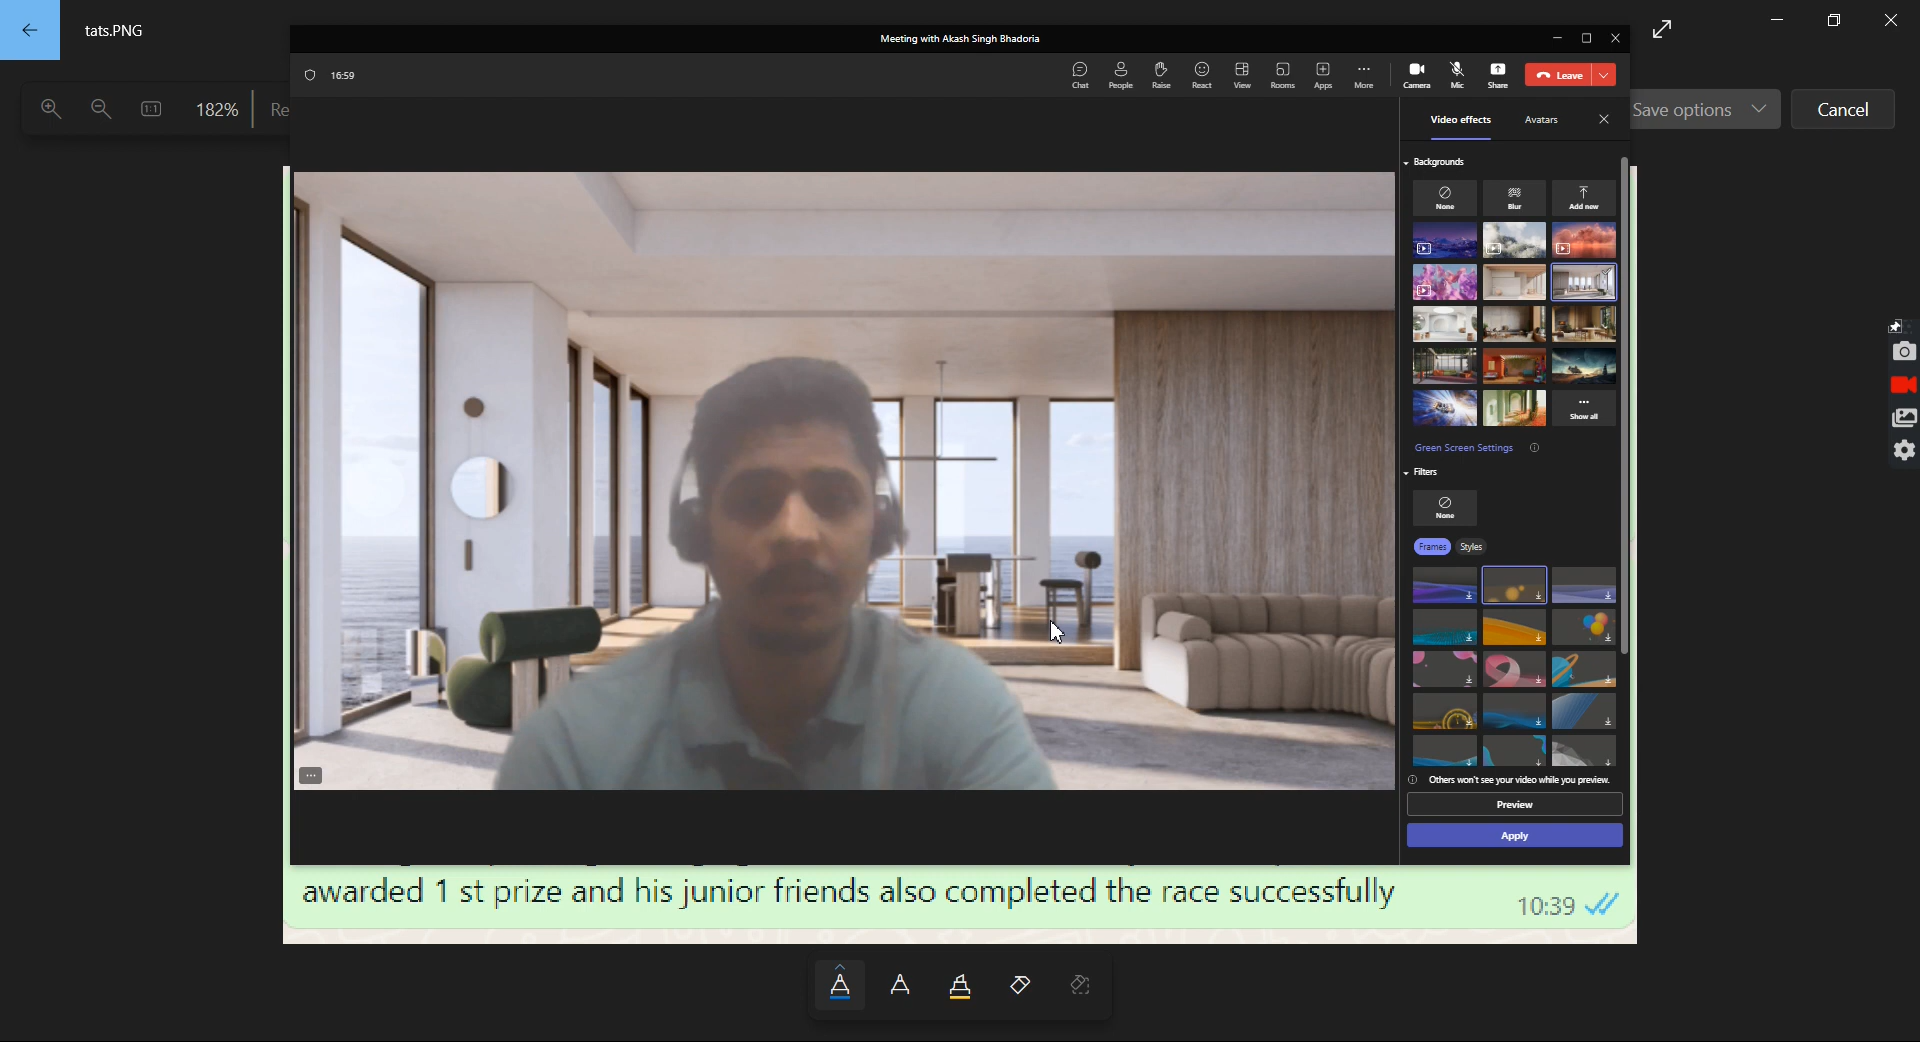 tats.PNG
Meeting with Akash Singh Bhadoria
16:59
Chat
People
Raise
React
View
Rooms
Apps
More
Camera
Mic
Share
Leave
1:1
182%
Re
Save options
Cancel
Video effects
Avatars
Backgrounds
None
Blur
Add new
Show all
Green Screen Settings
Filters
None
Frames
Styles
Others won't see your video while you preview.
Preview
Apply
awarded 1 st prize and his junior friends also completed the race successfully
10:39